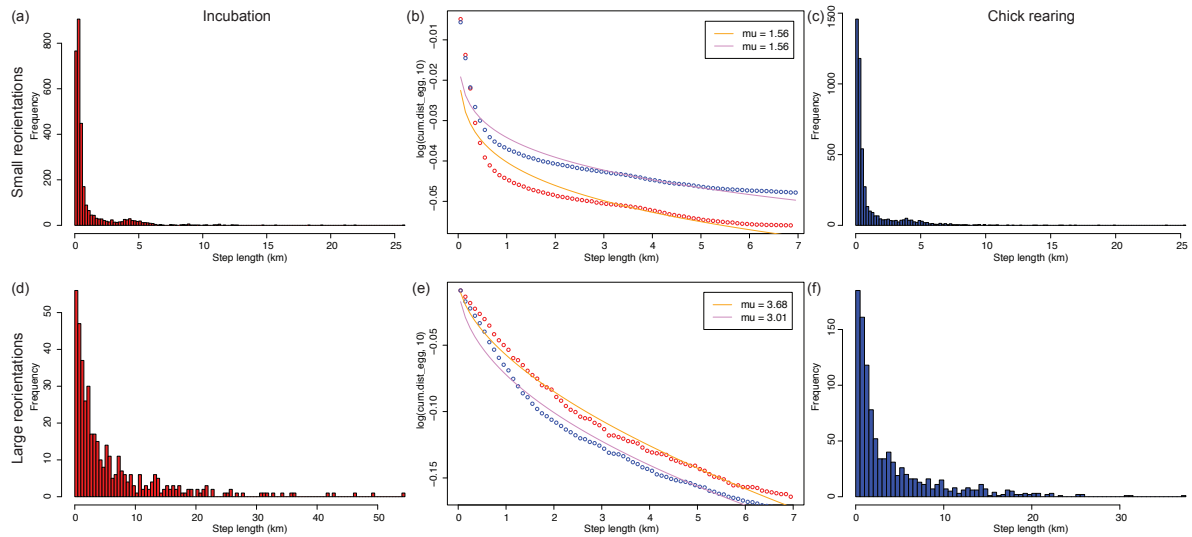 (a)
Incubation
(b)
(c)
Chick rearing
Small reorientations
Frequency
0
200
400
600
800
0
5
10
15
20
25
Step length (km)
log(cum.dist_egg, 10)
−0.01
−0.02
−0.03
−0.04
−0.05
mu = 1.56
mu = 1.56
0
1
2
3
4
5
6
7
Step length (km)
Frequency
0
500
1000
1500
0
5
10
15
20
25
Step length (km)
(d)
(e)
(f)
Large reorientations
Frequency
0
10
20
30
40
50
0
10
20
30
40
50
Step length (km)
log(cum.dist_egg, 10)
−0.05
−0.10
−0.15
mu = 3.68
mu = 3.01
0
1
2
3
4
5
6
7
Step length (km)
Frequency
0
50
100
150
0
10
20
30
Step length (km)